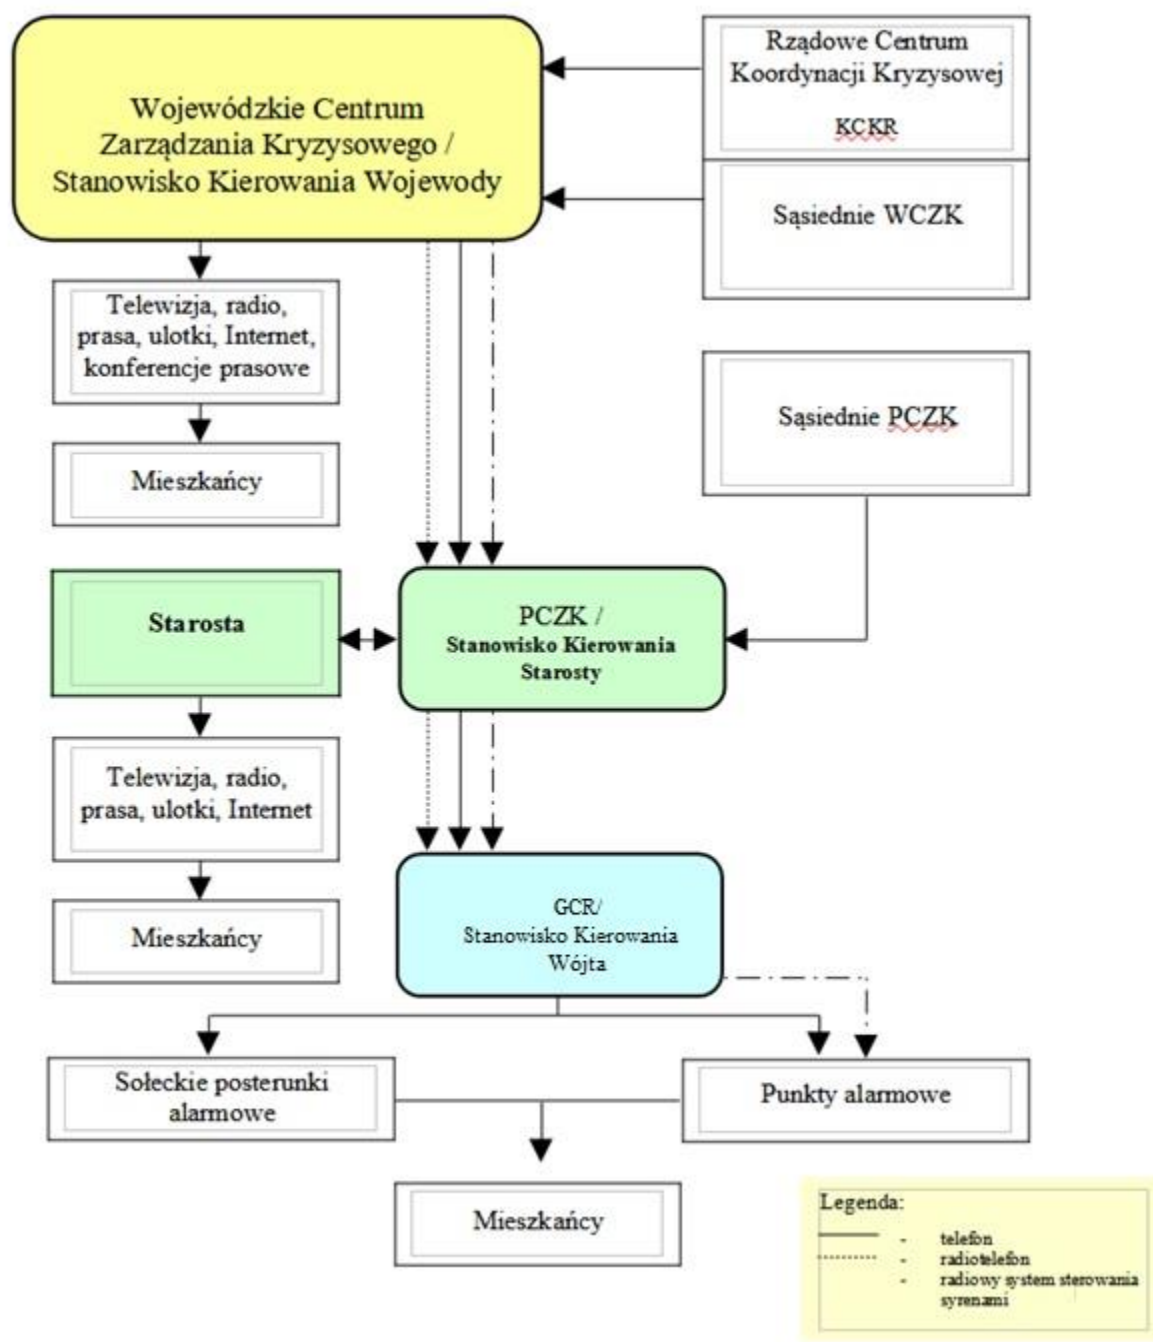 Wojewódzkie Centrum
Zarządzania Kryzysowego /
Stanowisko Kierowania Wojewody
Rządowe Centrum
Koordynacji Kryzysowej
KCKR
Sąsiednie WCZK
Telewizja, radio,
prasa, ulotki, Internet,
konferencje prasowe
Mieszkańcy
Sąsiednie PCZK
Starosta
PCZK /
Stanowisko Kierowania
Starosty
Telewizja, radio,
prasa, ulotki, Internet
Mieszkańcy
GCR/
Stanowisko Kierowania
Wójta
Sołeckie posterunki
alarmowe
Punkty alarmowe
Mieszkańcy
Legenda:
- telefon
- radiotelefon
- radiowy system sterowania
syrenami